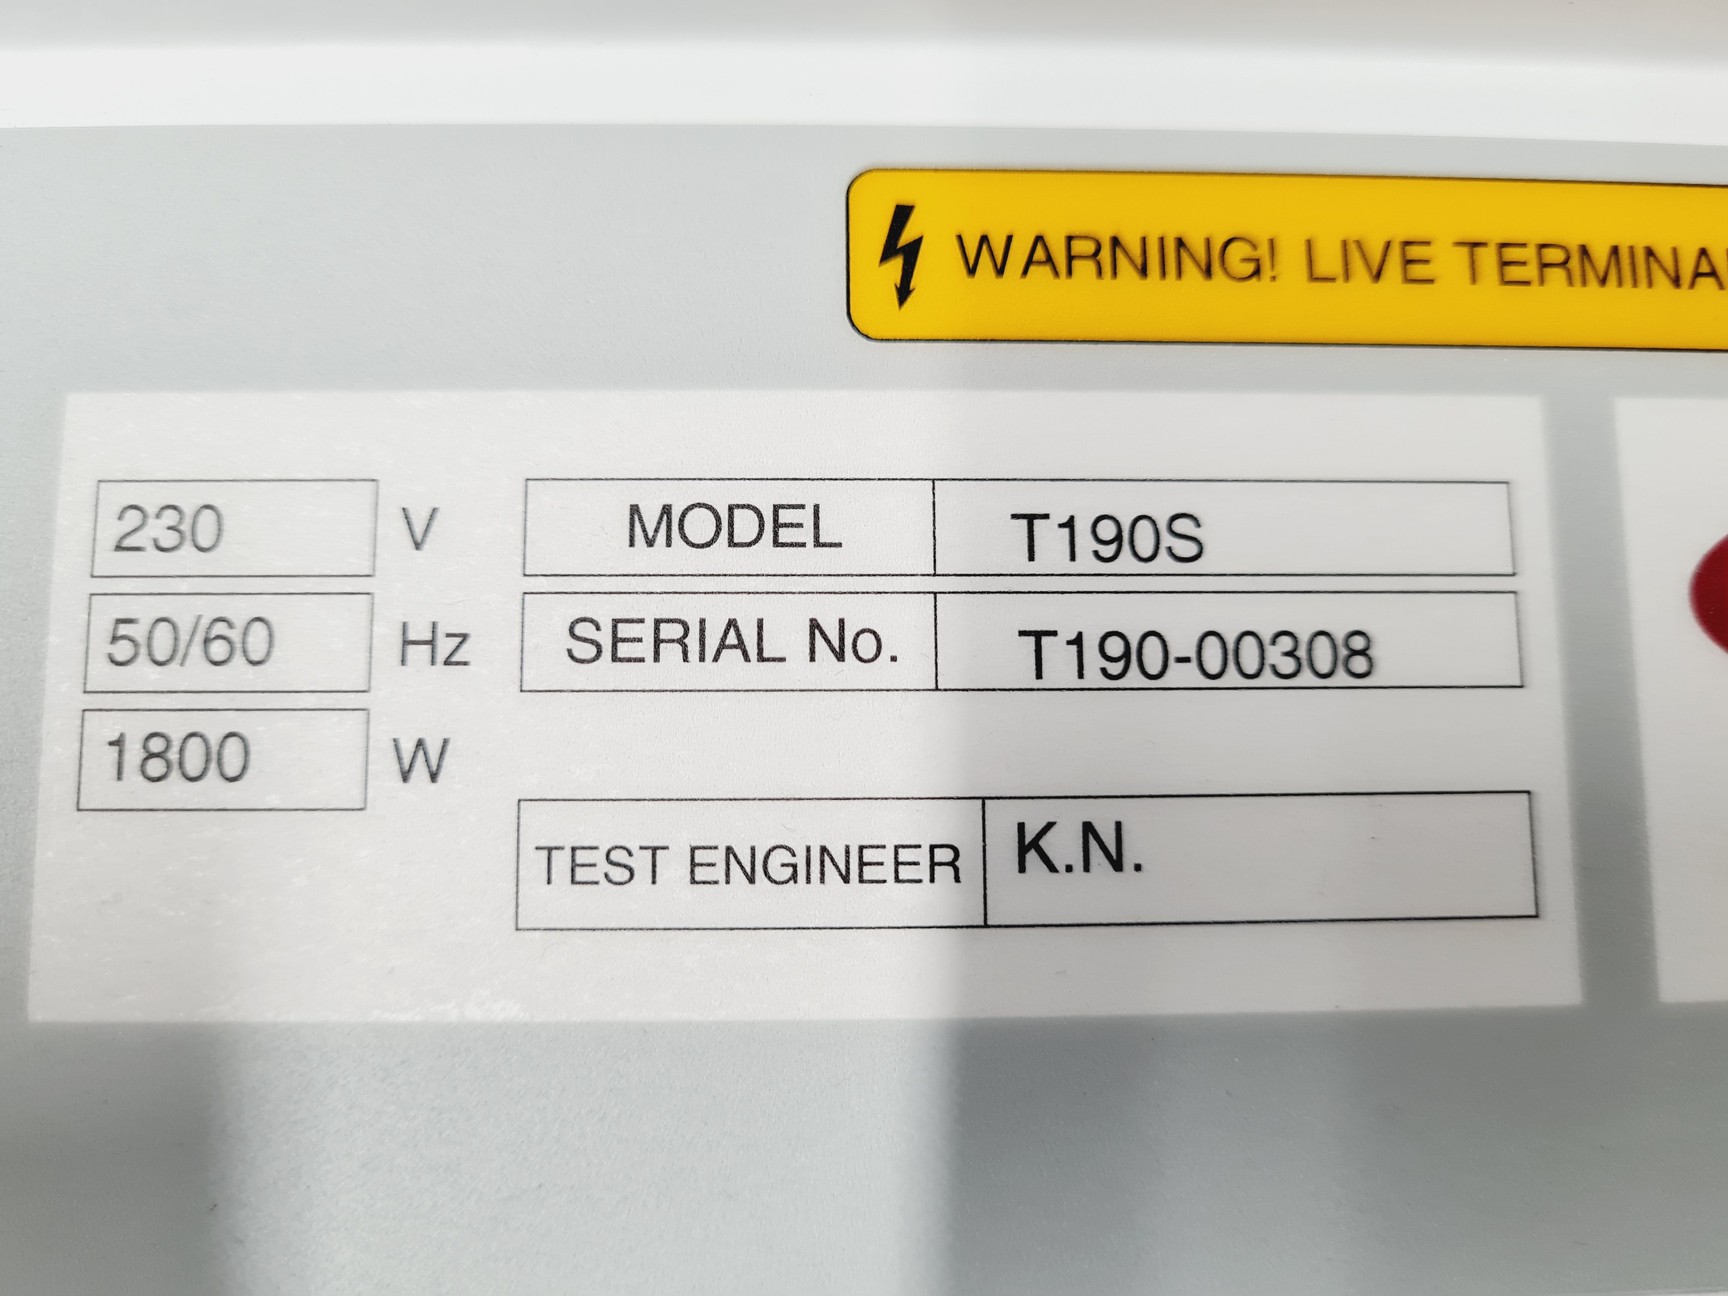 WARNING! LIVE TERMINA
230 V
50/60 Hz
1800 W
MODEL T190S
SERIAL No. T190-00308
TEST ENGINEER K.N.